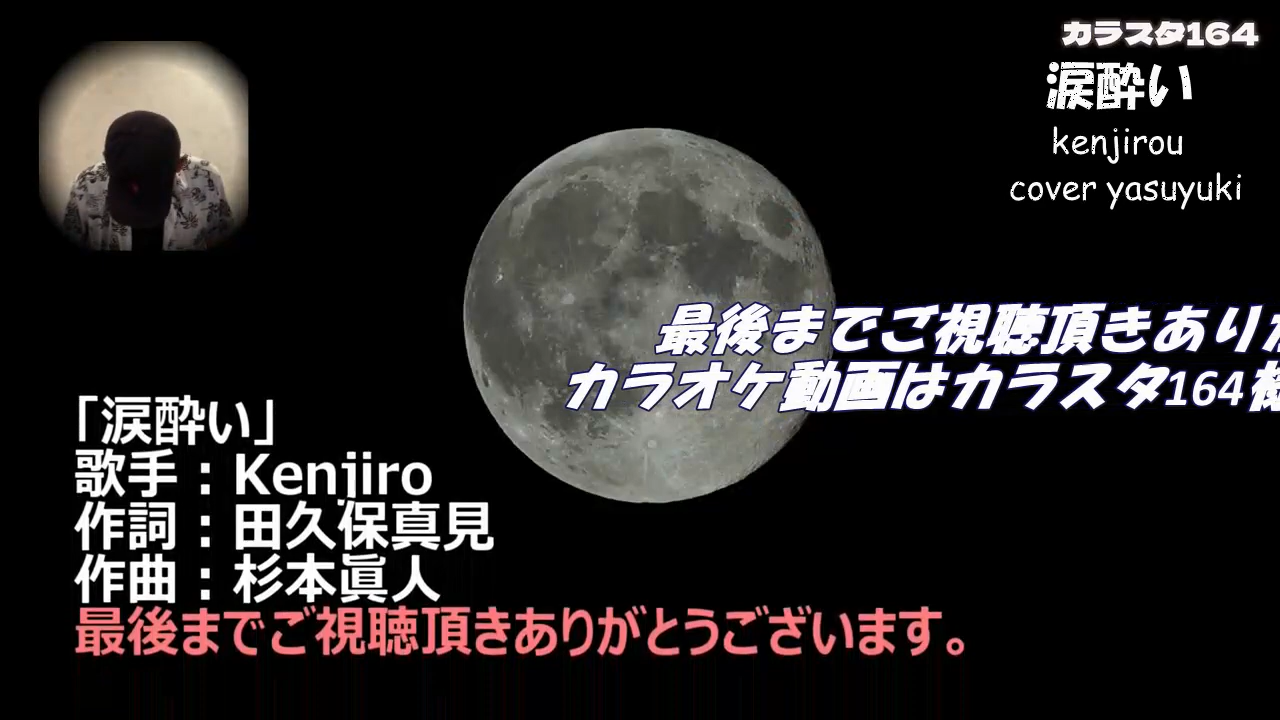 カラスタ164
涙酔い
kenjirou
cover yasuyuki
最後までご視聴頂きあり
カラオケ動画はカラスタ164様
「涙酔い」
歌手：Kenjiro
作詞：田久保真見
作曲：杉本眞人
最後までご視聴頂きありがとうございます。